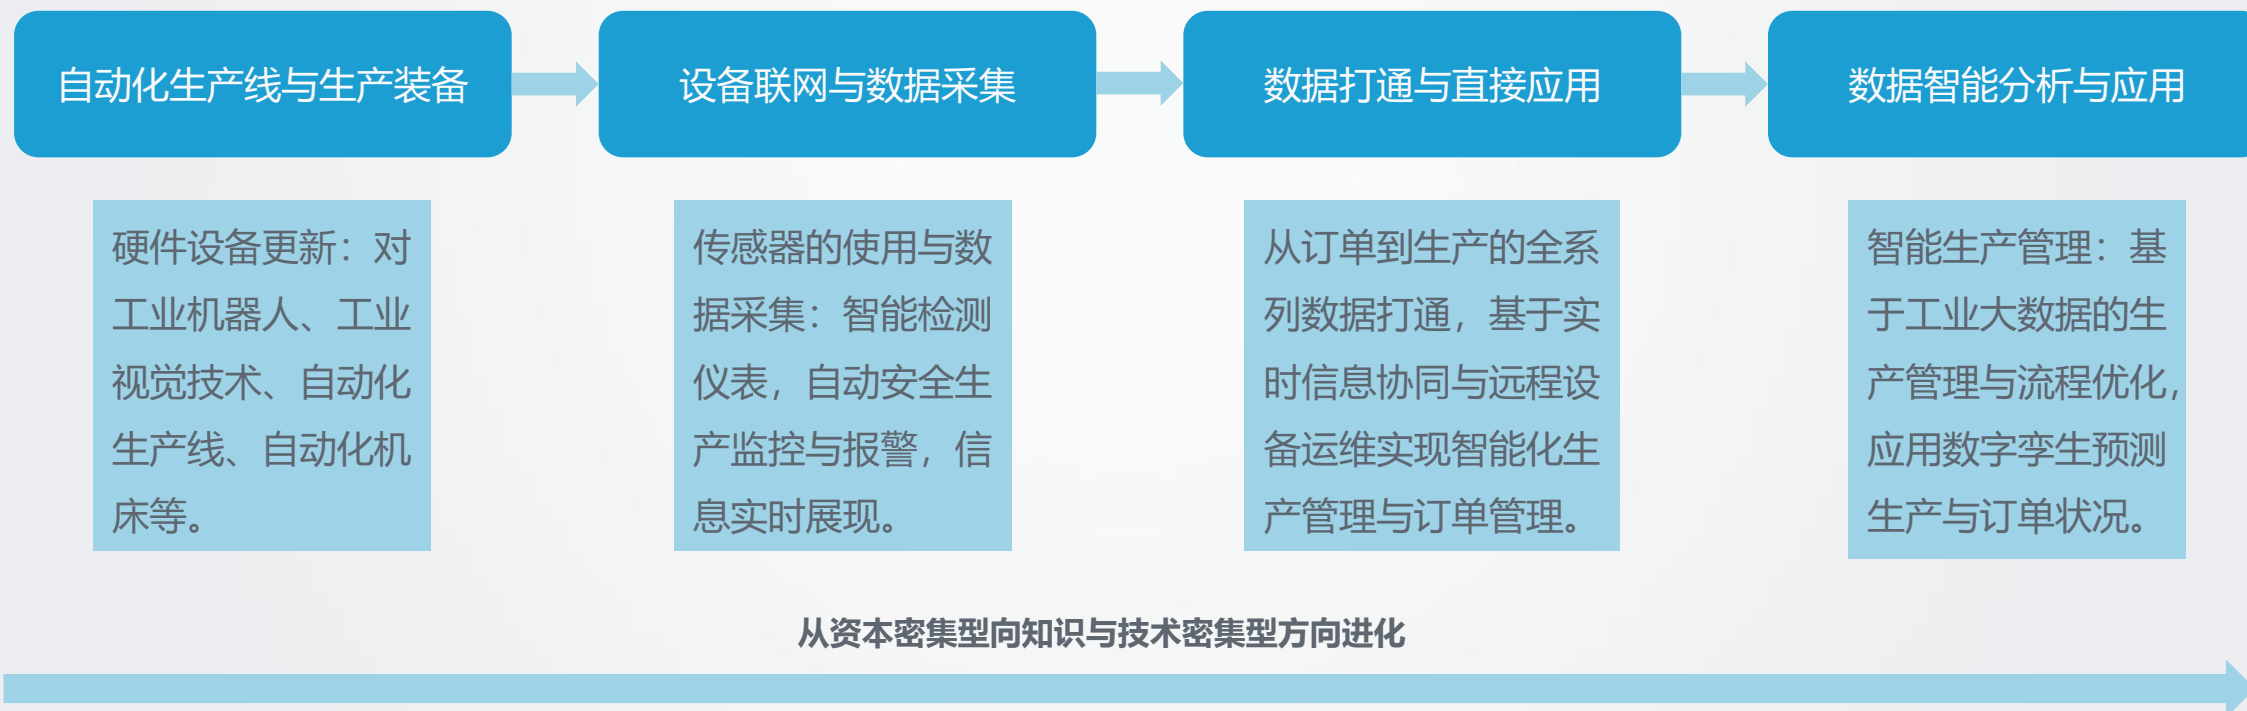 自动化生产线与生产装备
设备联网与数据采集
数据打通与直接应用
数据智能分析与应用
硬件设备更新：对
工业机器人、工业
视觉技术、自动化
生产线、自动化机
床等。
传感器的使用与数
据采集：智能检测
仪表，自动安全生
产监控与报警，信
息实时展现。
从订单到生产的全系
列数据打通，基于实
时信息协同与远程设
备运维实现智能化生
产管理与订单管理。
智能生产管理：基
于工业大数据的生
产管理与流程优化，
应用数字孪生预测
生产与订单状况。
从资本密集型向知识与技术密集型方向进化